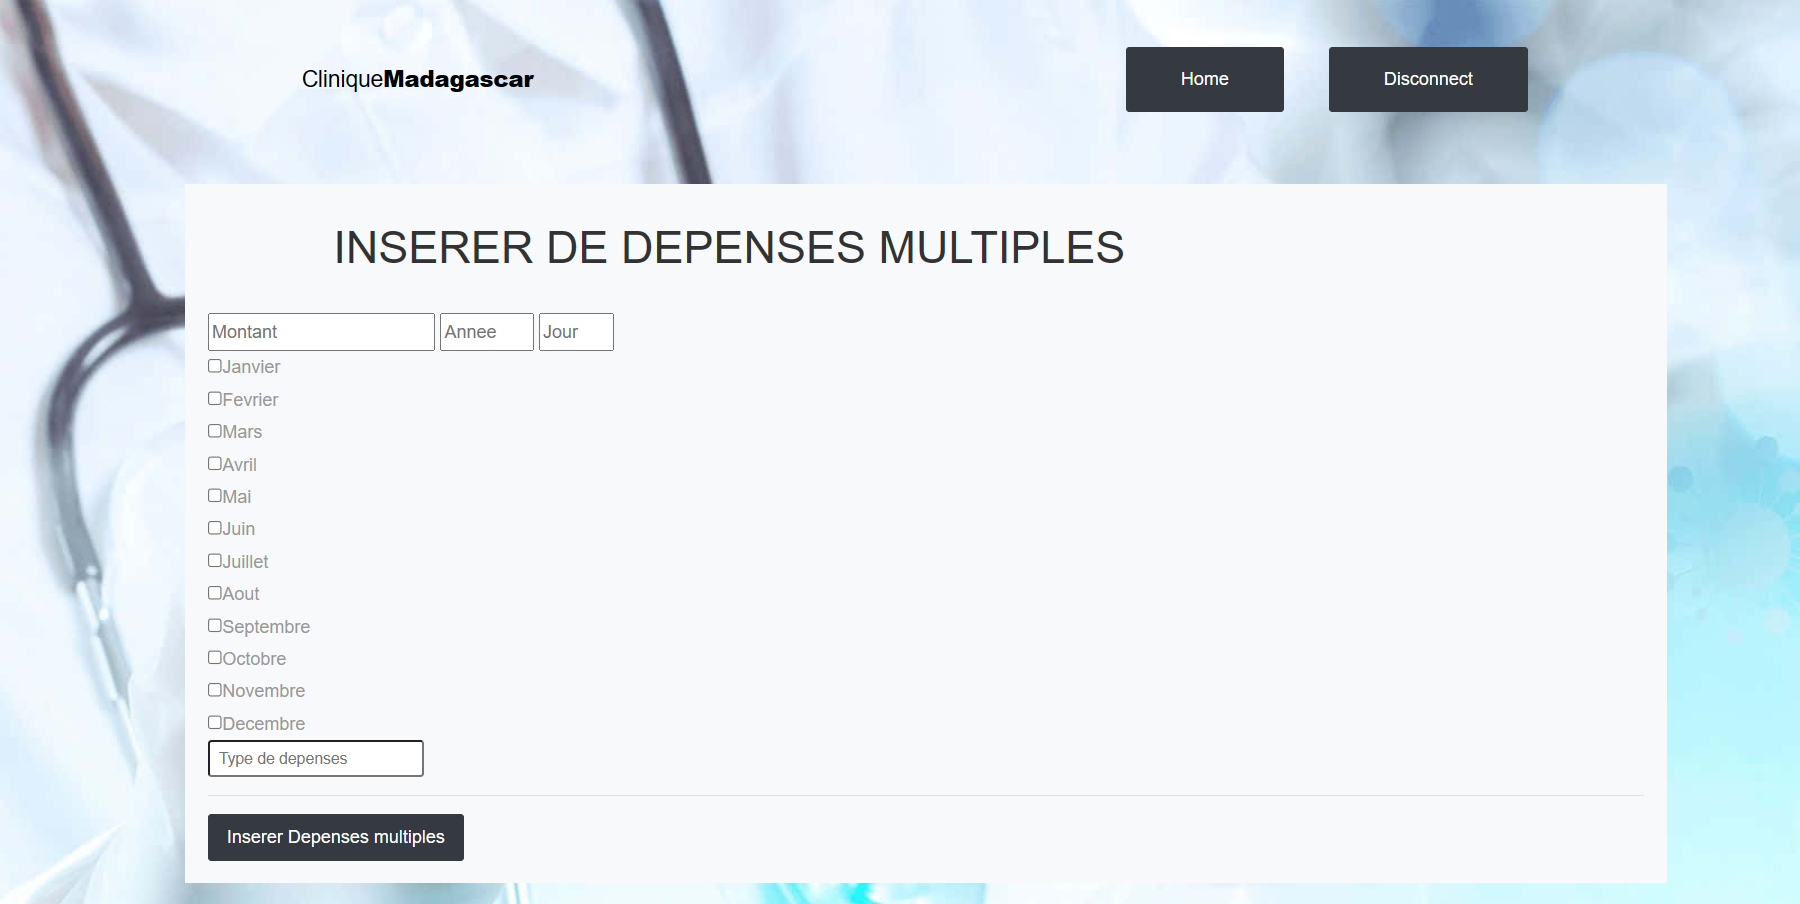 CliniqueMadagascar
Home
Disconnect
INSERER DE DEPENSES MULTIPLES
Montant Annee Jour
Janvier
Fevrier
Mars
Avril
Mai
Juin
Juillet
Aout
Septembre
Octobre
Novembre
Decembre
Type de depenses
Inserer Depenses multiples